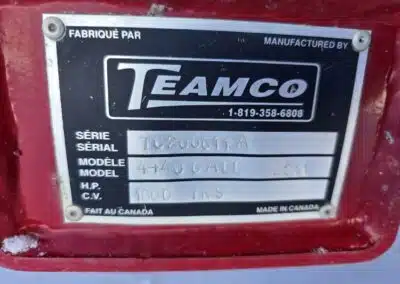 FABRIQUÉ PAR
MANUFACTURED BY
TEAMCO
1-819-358-6808
SÉRIE
SERIAL
MODÈLE
MODEL
H.P.
C.V.
FAIT AU CANADA
MADE IN CANADA